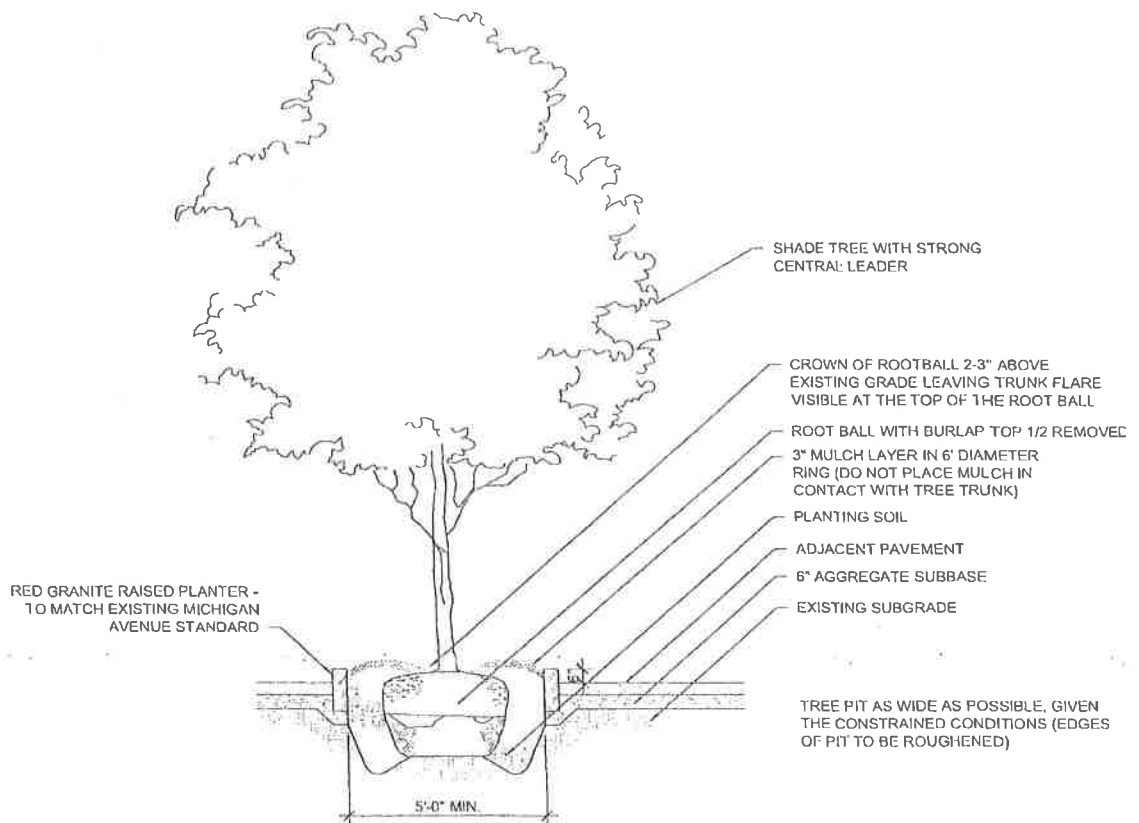 SHADE TREE WITH STRONG
CENTRAL LEADER
CROWN OF ROOTBALL 2-3" ABOVE
EXISTING GRADE LEAVING TRUNK FLARE
VISIBLE AT THE TOP OF THE ROOT BALL
ROOT BALL WITH BURLAP TOP 1/2 REMOVED
3" MULCH LAYER IN 6' DIAMETER
RING (DO NOT PLACE MULCH IN
CONTACT WITH TREE TRUNK)
PLANTING SOIL
ADJACENT PAVEMENT
6" AGGREGATE SUBBASE
EXISTING SUBGRADE
RED GRANITE RAISED PLANTER -
TO MATCH EXISTING MICHIGAN
AVENUE STANDARD
TREE PIT AS WIDE AS POSSIBLE, GIVEN
THE CONSTRAINED CONDITIONS (EDGES
OF PIT TO BE ROUGHENED)
5'-0" MIN.